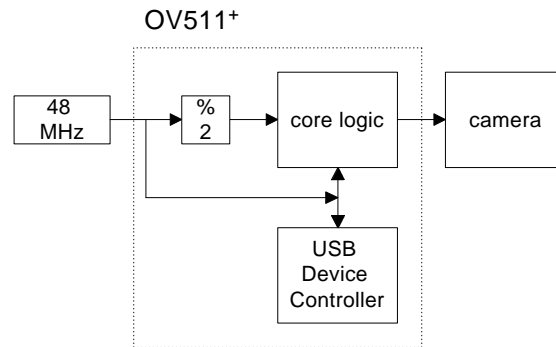 OV511+
48
MHz
%
2
core logic
camera
USB
Device
Controller